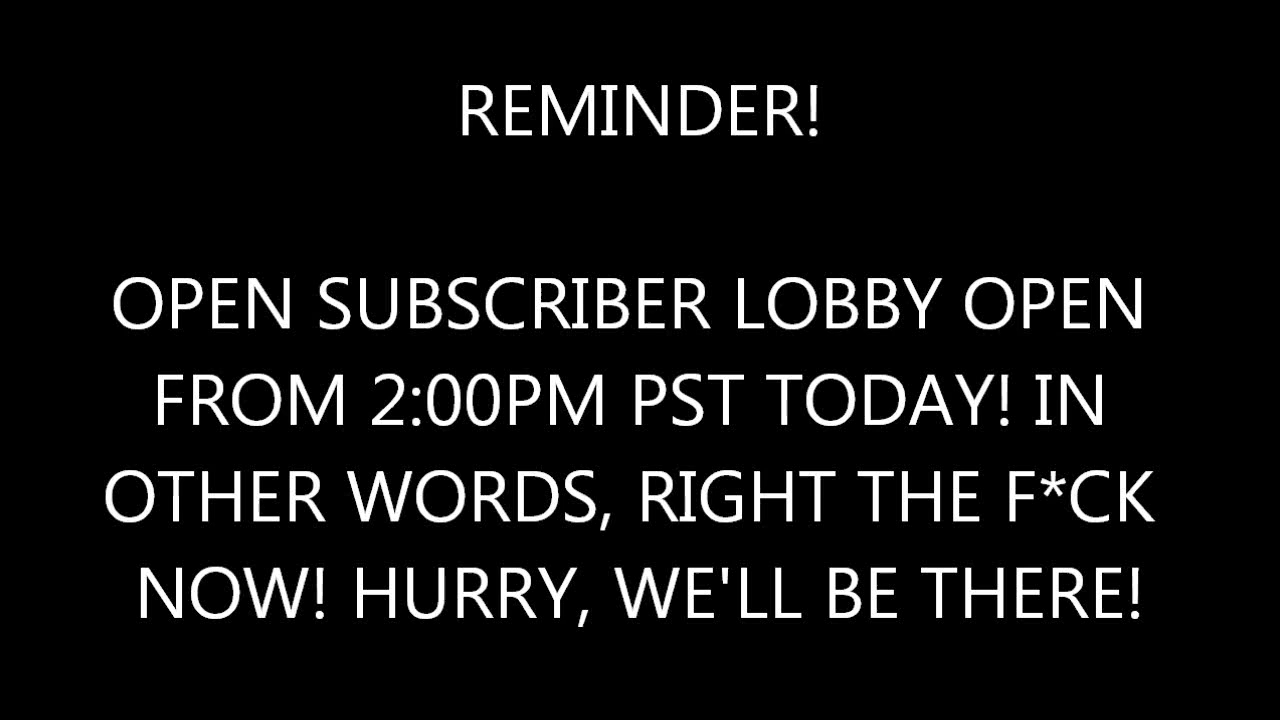 REMINDER!
OPEN SUBSCRIBER LOBBY OPEN
FROM 2:00PM PST TODAY! IN
OTHER WORDS, RIGHT THE F*CK
NOW! HURRY, WE'LL BE THERE!